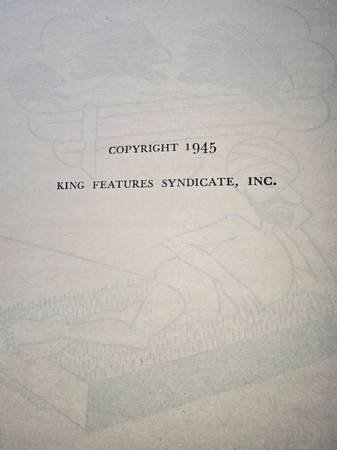 COPYRIGHT 1945
KING FEATURES SYNDICATE, INC.